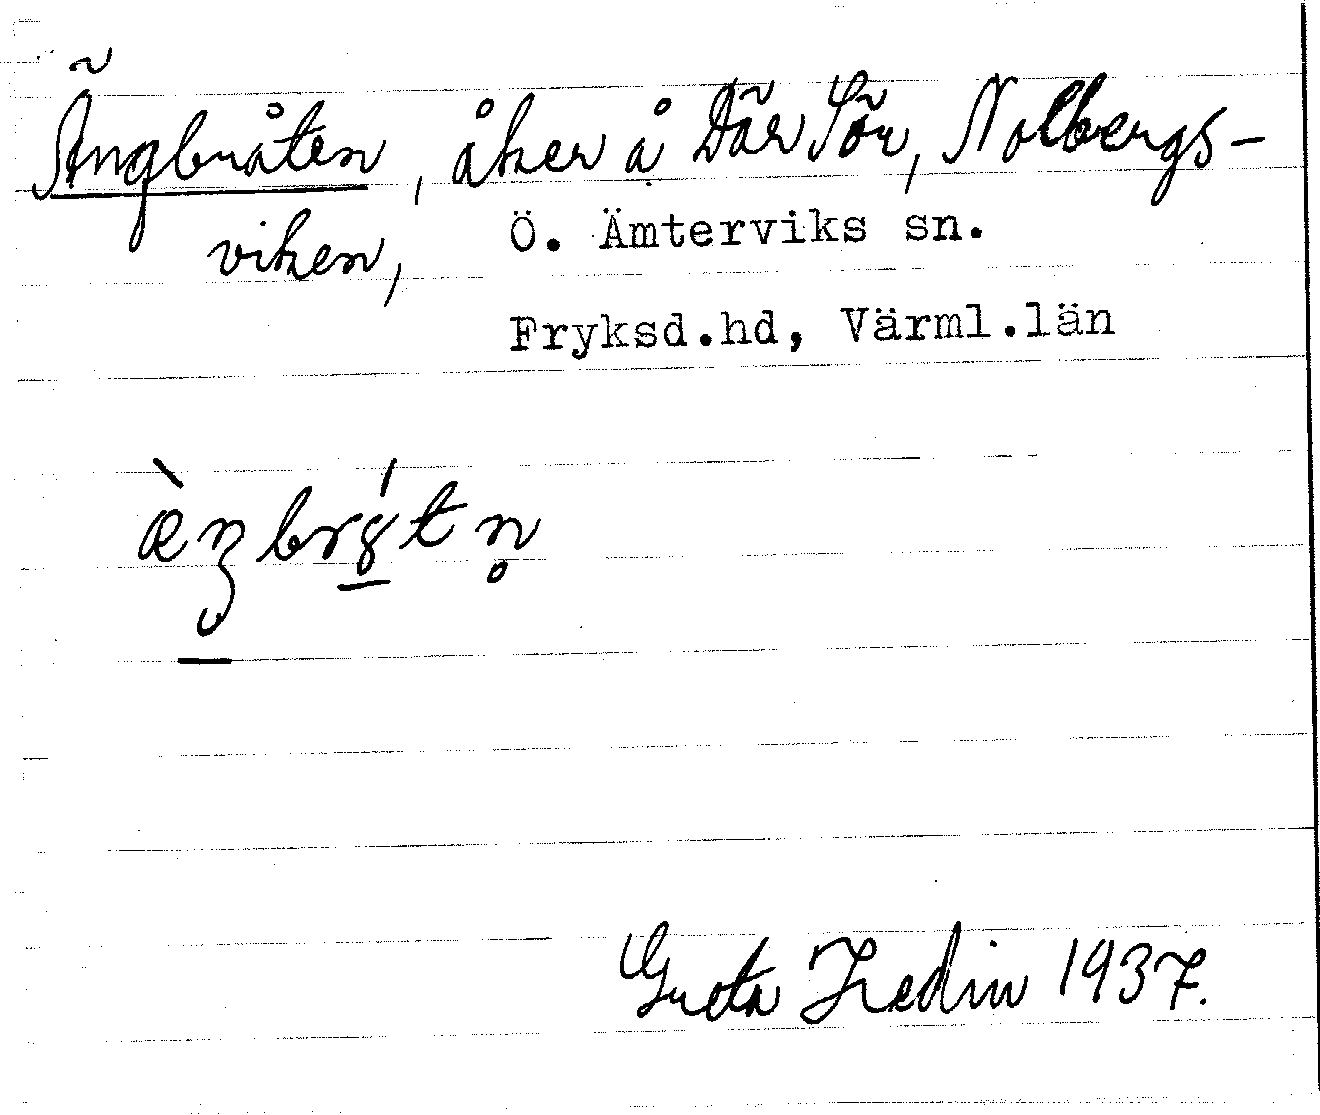 Ängbråten, åker å Där Sör, Nolbergs-
viken, Ö. Ämterviks sn.
Fryksd.hd, Värml.län
Greta Hedin 1937.